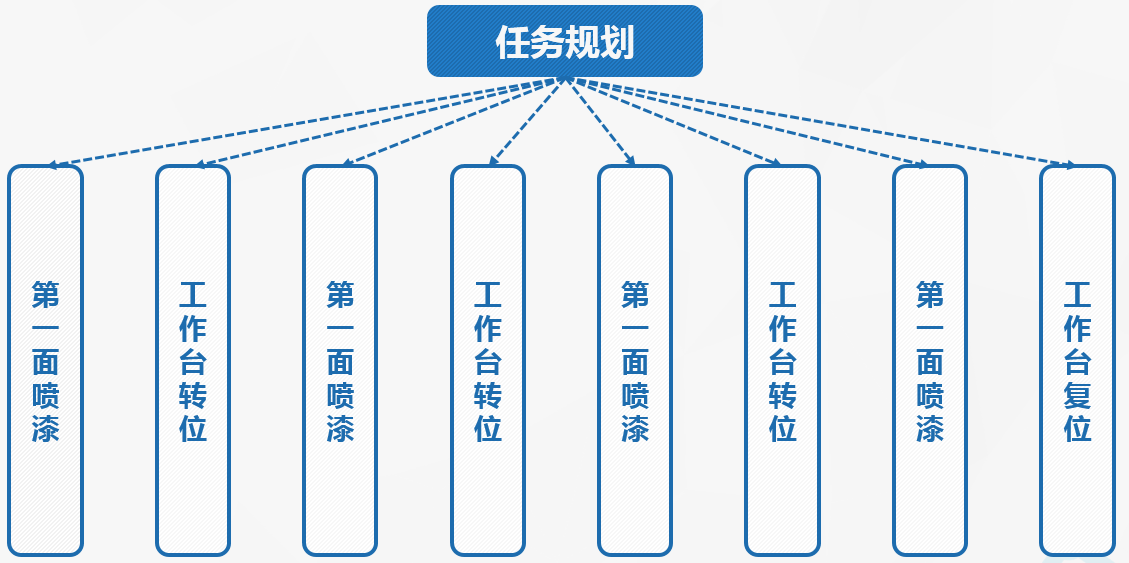 任务规划
第一面喷漆
工作台转位
第一面喷漆
工作台转位
第一面喷漆
工作台转位
第一面喷漆
工作台复位